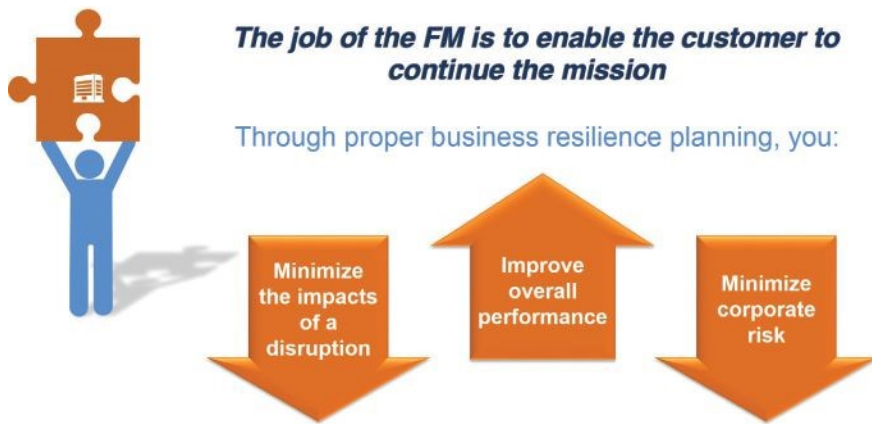 The job of the FM is to enable the customer to
continue the mission
Through proper business resilience planning, you:
Minimize
the impacts
of a
disruption
Improve
overall
performance
Minimize
corporate
risk